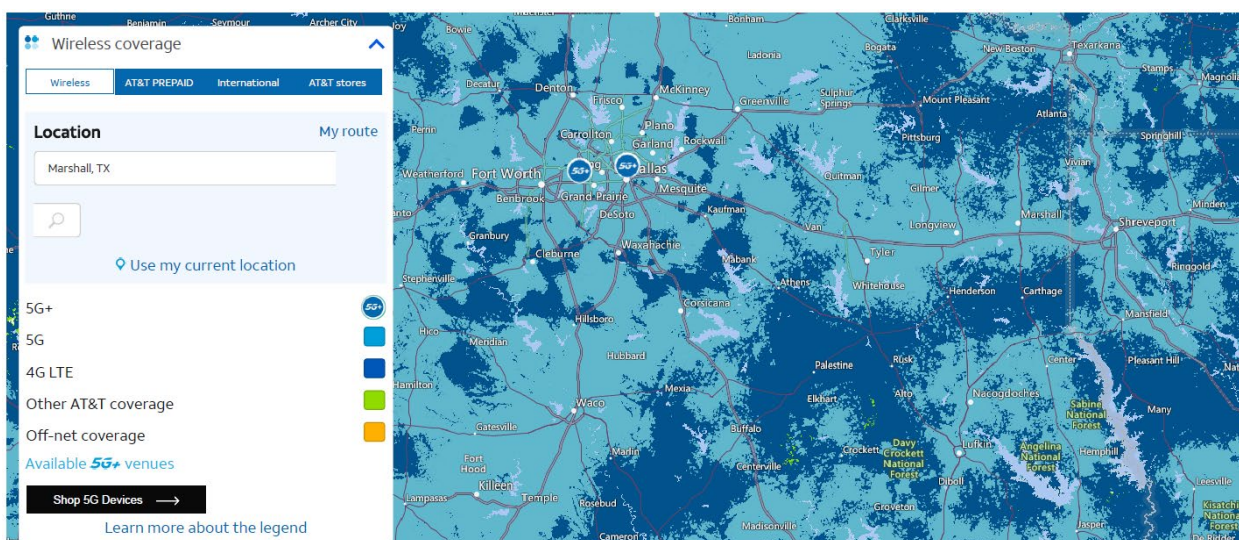 Guthrie
Benjamin
Seymour
Archer City
Wireless coverage
Wireless
AT&T PREPAID
International
AT&T stores
Location
My route
Marshall, TX
Use my current location
5G+
5G+
5G
4G LTE
Other AT&T coverage
Off-net coverage
Available 5G+ venues
Shop 5G Devices
Learn more about the legend
Bowie
Bonham
Clarksville
Ladonia
Bogata
New Boston
Texarkana
Stamps
Decatur
Denton
McKinney
Frisco
Greenville
Sulphur
Springs
Mount Pleasant
Atlanta
Perrin
Carrollton
Plano
Garland
Rockwall
Pittsburg
Springhill
Vivian
Weatherford
Fort Worth
5G+
5G+
Mesquite
Quitman
Gilmer
Minden
Benbrook
Grand Prairie
DeSoto
Kaufman
Van
Longview
Marshall
Shreveport
Granbury
Cleburne
Waxahachie
Mabank
Tyler
Ringgold
Stephenville
Athens
Whitehouse
Henderson
Carthage
Corsicana
Mansfield
Hillsboro
Hico
Meridian
Hubbard
Palestine
Rusk
Center
Pleasant Hill
Hamilton
Mexia
Elkhart
Alto
Nacogdoches
Waco
Sabine
National
Forest
Many
Gatesville
Buffalo
Crockett
Davy
Crockett
National
Forest
Lufkin
Angelina
National
Forest
Hemphill
Fort
Hood
Marlin
Centerville
Diboll
Leesville
Killeen
Temple
Rosebud
Lampasas
Groveton
Cameron
Madisonville
Jasper
Kisatchie
National
Forest
De Ridder